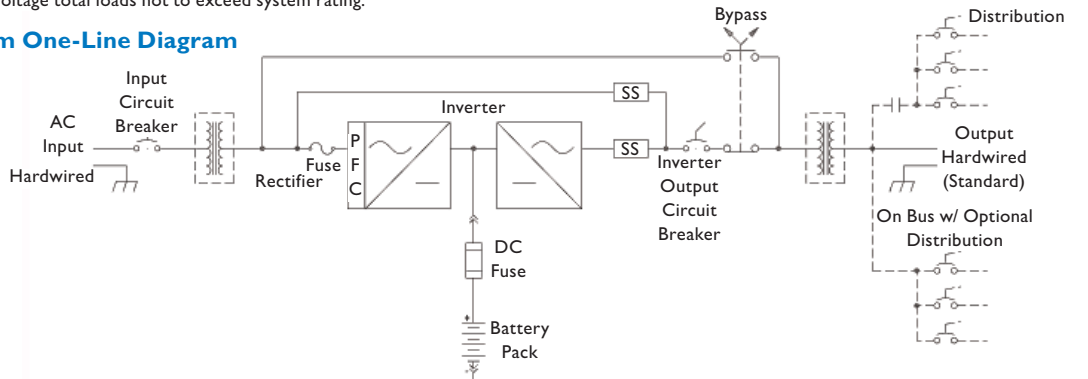 oltage total loads not to exceed system rating.
m One-Line Diagram
Bypass
Distribution
Input
Circuit
Breaker
AC
Input
Hardwired
Fuse
Rectifier
P
F
C
Inverter
SS
SS
Inverter
Output
Circuit
Breaker
DC
Fuse
Battery
Pack
Output
Hardwired
(Standard)
On Bus w/ Optional
Distribution